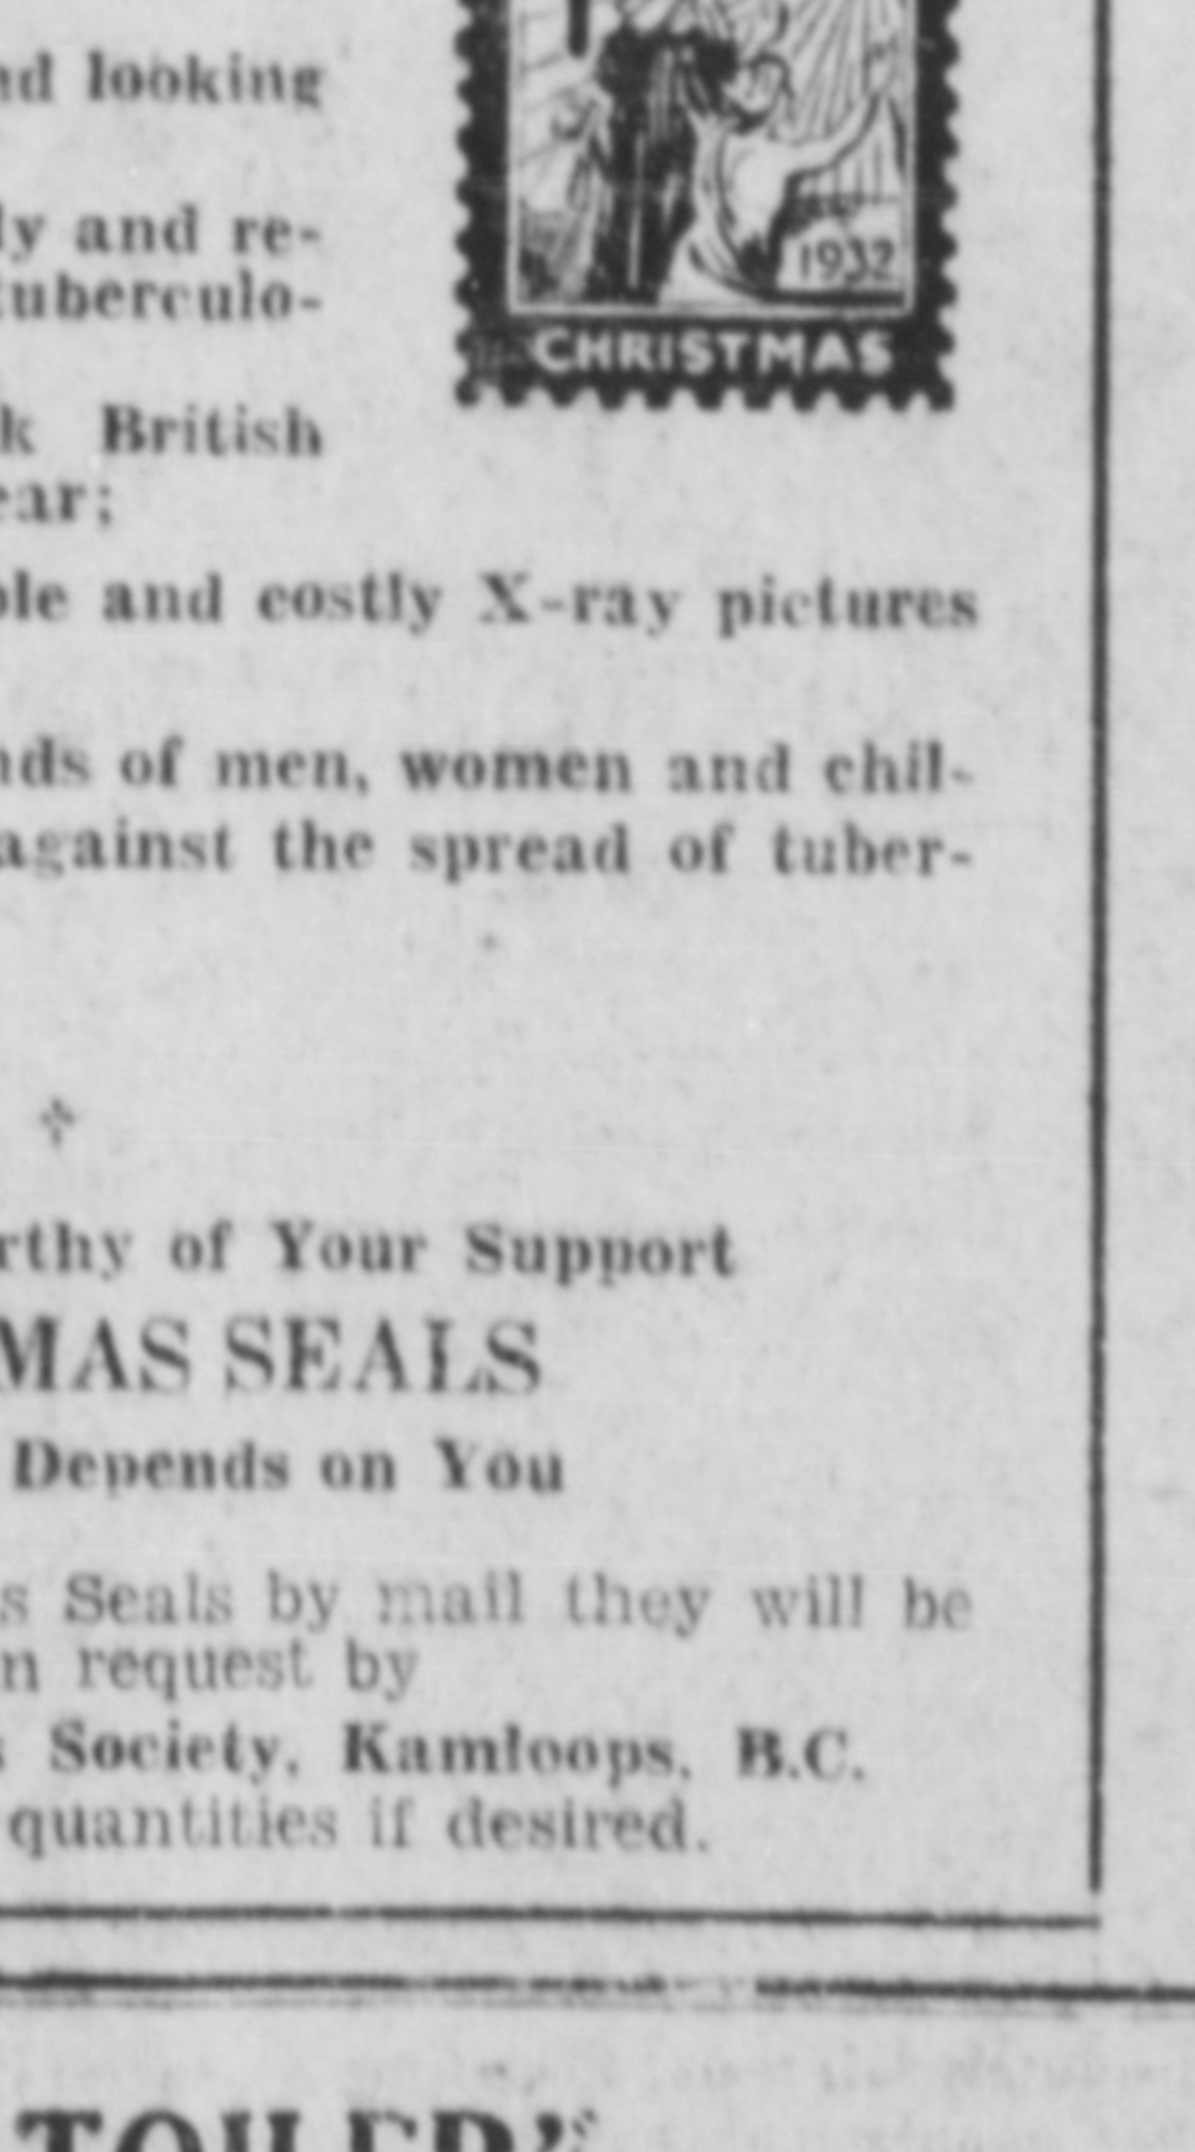 nd looking
ly and re-
tuberculo-
1932
CHRISTMAS
k British
ear;
ble and costly X-ray pictures
nds of men, women and chil-
against the spread of tuber-
rthy of Your Support
MAS SEALS
Depends on You
s Seals by mail they will be
n request by
s Society, Kamloops, B.C.
quantities if desired.